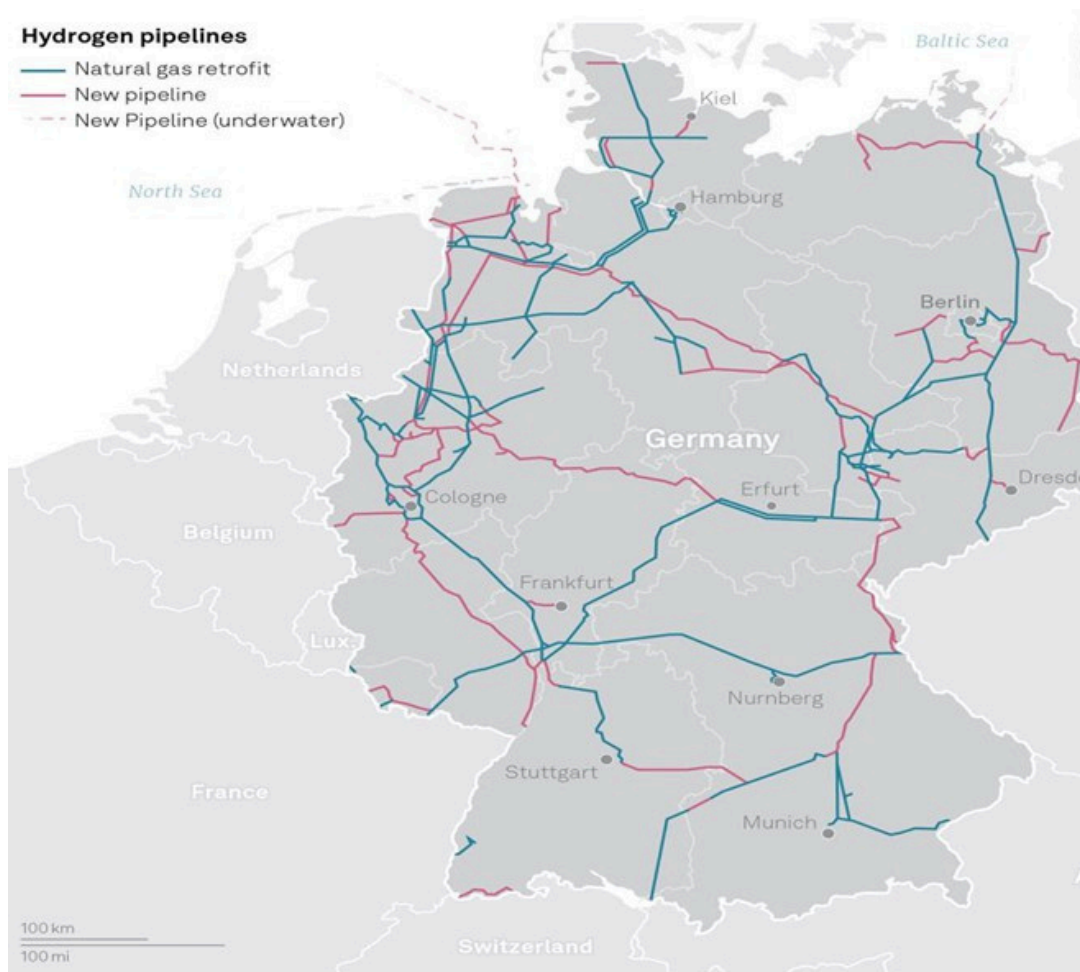 Hydrogen pipelines
Natural gas retrofit
New pipeline
New Pipeline (underwater)
Baltic Sea
Kiel
North Sea
Hamburg
Berlin
Netherlands
Germany
Cologne
Erfurt
Dresde
Belgium
Frankfurt
Lux.
Nurnberg
Stuttgart
France
Munich
100 km
100 mi
Switzerland